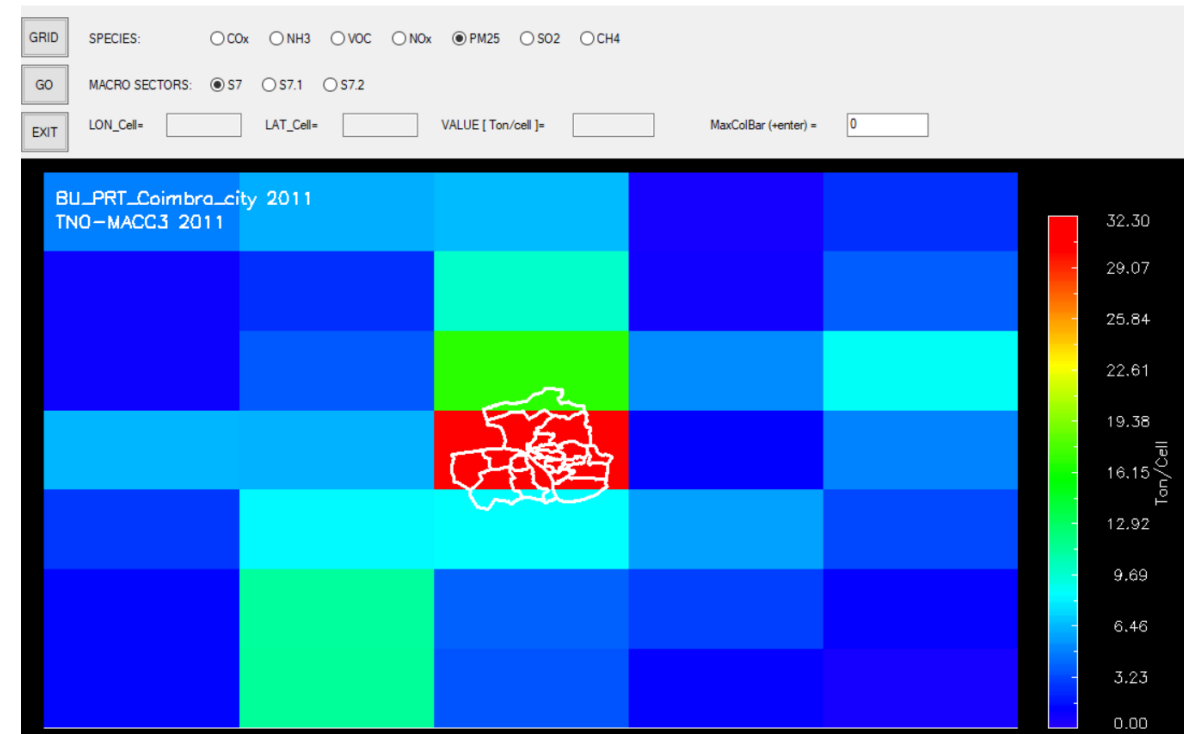 GRID SPECIES: COx NH3 VOC NOx PM25 SO2 CH4
GO MACRO SECTORS: S7 S7.1 S7.2
EXIT LON_Cell= LAT_Cell= VALUE [ Ton/cell ]= MaxColBar (+enter) = 0
BU_PRT_Coimbra_city 2011
TNO-MACC3 2011
32.30
29.07
25.84
22.61
19.38
16.15
12.92
9.69
6.46
3.23
0.00
Ton/Cell